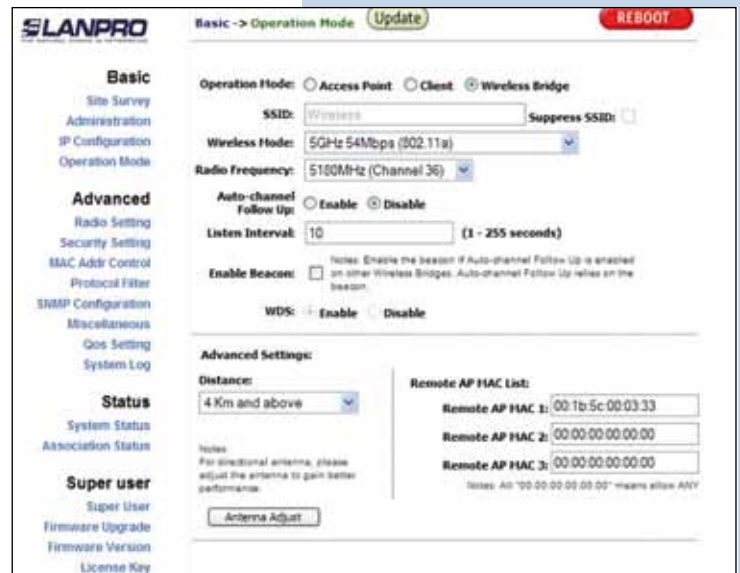 LANPRO
Basic -> Operation Mode Update REBOOT
Basic
Site Survey
Administration
IP Configuration
Operation Mode
Advanced
Radio Setting
Security Setting
MAC Addr Control
Protocol Filter
SNMP Configuration
Miscellaneous
Qos Setting
System Log
Status
System Status
Association Status
Super user
Super User
Firmware Upgrade
Firmware Version
License Key
Operation Mode: Access Point Client Wireless Bridge
SSID: Wireless Suppress SSID:
Wireless Mode: 5GHz 54Mbps (802.11a)
Radio Frequency: 5180MHz (Channel 36)
Auto-channel
Follow Up: Enable Disable
Listen Interval: 10 (1 - 255 seconds)
Enable Beacon: Notes: Enable the beacon if Auto-channel Follow Up is enabled
on other Wireless Bridges. Auto-channel Follow Up relies on the
beacon.
WDS: Enable Disable
Advanced Settings:
Distance:
4 Km and above
Notes:
For directional antenna, please
adjust the antenna to gain better
performance.
Antenna Adjust
Remote AP MAC List:
Remote AP MAC 1: 00:1b:5c:00:03:33
Remote AP MAC 2: 00:00:00:00:00:00
Remote AP MAC 3: 00:00:00:00:00:00
Notes: All "00:00:00:00:00:00" means allow ANY